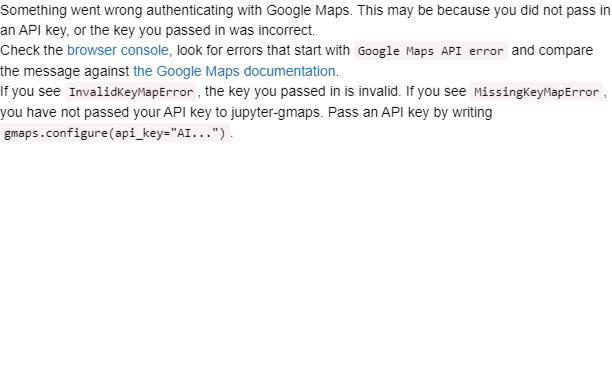 Something went wrong authenticating with Google Maps. This may be because you did not pass in
an API key, or the key you passed in was incorrect.
Check the browser console, look for errors that start with Google Maps API error and compare
the message against the Google Maps documentation.
If you see InvalidKeyMapError , the key you passed in is invalid. If you see MissingKeyMapError ,
you have not passed your API key to jupyter-gmaps. Pass an API key by writing
gmaps.configure(api_key="AI...") .